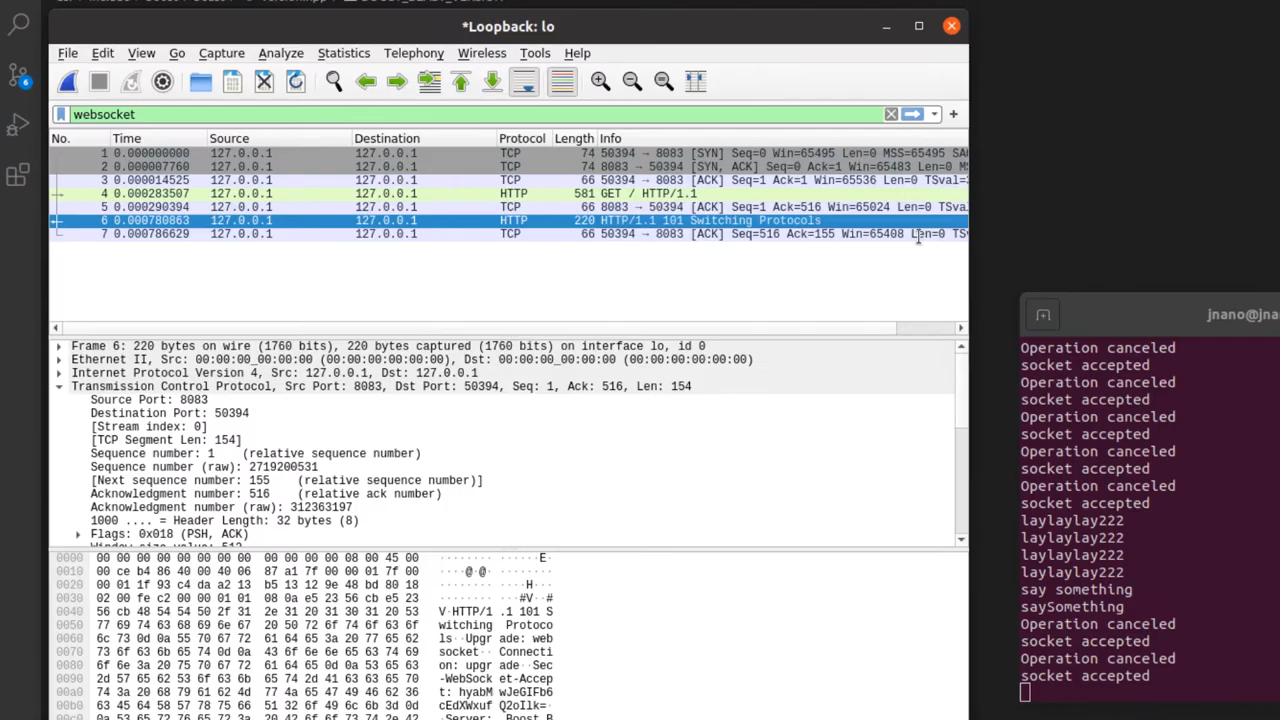 *Loopback: lo
File Edit View Go Capture Analyze Statistics Telephony Wireless Tools Help
6
websocket
No. Time Source Destination Protocol Length Info
1 0.000000000 127.0.0.1 127.0.0.1 TCP 74 50394 → 8083 [SYN] Seq=0 Win=65495 Len=0 MSS=65495
2 0.000007760 127.0.0.1 127.0.0.1 TCP 74 8083 → 50394 [SYN, ACK] Seq=0 Ack=1 Win=65483 Len=0
3 0.000014525 127.0.0.1 127.0.0.1 TCP 66 50394 → 8083 [ACK] Seq=1 Ack=1 Win=65536 Len=0
4 0.000283507 127.0.0.1 127.0.0.1 HTTP 581 GET / HTTP/1.1
5 0.000290394 127.0.0.1 127.0.0.1 TCP 66 8083 → 50394 [ACK] Seq=1 Ack=516 Win=65024 Len=0 TSval
6 0.000780863 127.0.0.1 127.0.0.1 HTTP 220 HTTP/1.1 101 Switching Protocols
7 0.000786629 127.0.0.1 127.0.0.1 TCP 66 50394 → 8083 [ACK] Seq=516 Ack=155 Win=65408 Len=0
Frame 6: 220 bytes on wire (1760 bits), 220 bytes captured (1760 bits) on interface lo, id 0
Ethernet II, Src: 00:00:00_00:00:00 (00:00:00:00:00:00), Dst: 00:00:00_00:00:00 (00:00:00:00:00:00)
Internet Protocol Version 4, Src: 127.0.0.1, Dst: 127.0.0.1
Transmission Control Protocol, Src Port: 8083, Dst Port: 50394, Seq: 1, Ack: 516, Len: 154
Source Port: 8083
Destination Port: 50394
[Stream index: 0]
[TCP Segment Len: 154]
Sequence number: 1 (relative sequence number)
Sequence number (raw): 2719200531
[Next sequence number: 155 (relative sequence number)]
Acknowledgment number: 516 (relative ack number)
Acknowledgment number (raw): 312363197
1000 .... = Header Length: 32 bytes (8)
Flags: 0x018 (PSH, ACK)
0000 00 00 00 00 00 00 00 00 00 00 00 00 08 00 45 00 ········ ······E·
0010 00 ce b4 86 40 00 40 06 87 a1 7f 00 00 01 7f 00 ····@·@· ········
0020 00 01 1f 93 c4 da a2 13 b5 13 12 9e 48 bd 80 18 ········ ····H···
0030 02 00 fe c2 00 00 01 01 08 0a e5 23 56 cb e5 23 ········ ···#V··#
0040 56 cb 48 54 54 50 2f 31 2e 31 20 31 30 31 20 53 V·HTTP/1 .1 101 S
0050 77 69 74 63 68 69 6e 67 20 50 72 6f 74 6f 63 6f witching Protoco
0060 6c 73 0d 0a 55 70 67 72 61 64 65 3a 20 77 65 62 ls··Upgr ade: web
0070 73 6f 63 6b 65 74 0d 0a 43 6f 6e 6e 65 63 74 69 socket·· Connecti
0080 6f 6e 3a 20 75 70 67 72 61 64 65 0d 0a 53 65 63 on: upgr ade··Sec
0090 2d 57 65 62 53 6f 63 6b 65 74 2d 41 63 63 65 70 -WebSock et-Accep
00a0 74 3a 20 68 79 61 62 4d 77 4a 65 47 49 46 62 36 t: hyabM wJeGIFb6
00b0 63 45 64 58 57 78 75 66 51 32 6f 49 6c 6b 3d 0d cEdXWxuf Q2oIlk=·
jnano@jna
Operation canceled
socket accepted
Operation canceled
socket accepted
Operation canceled
socket accepted
Operation canceled
socket accepted
Operation canceled
socket accepted
laylaylay222
laylaylay222
laylaylay222
laylaylay222
say something
saySomething
Operation canceled
socket accepted
Operation canceled
socket accepted